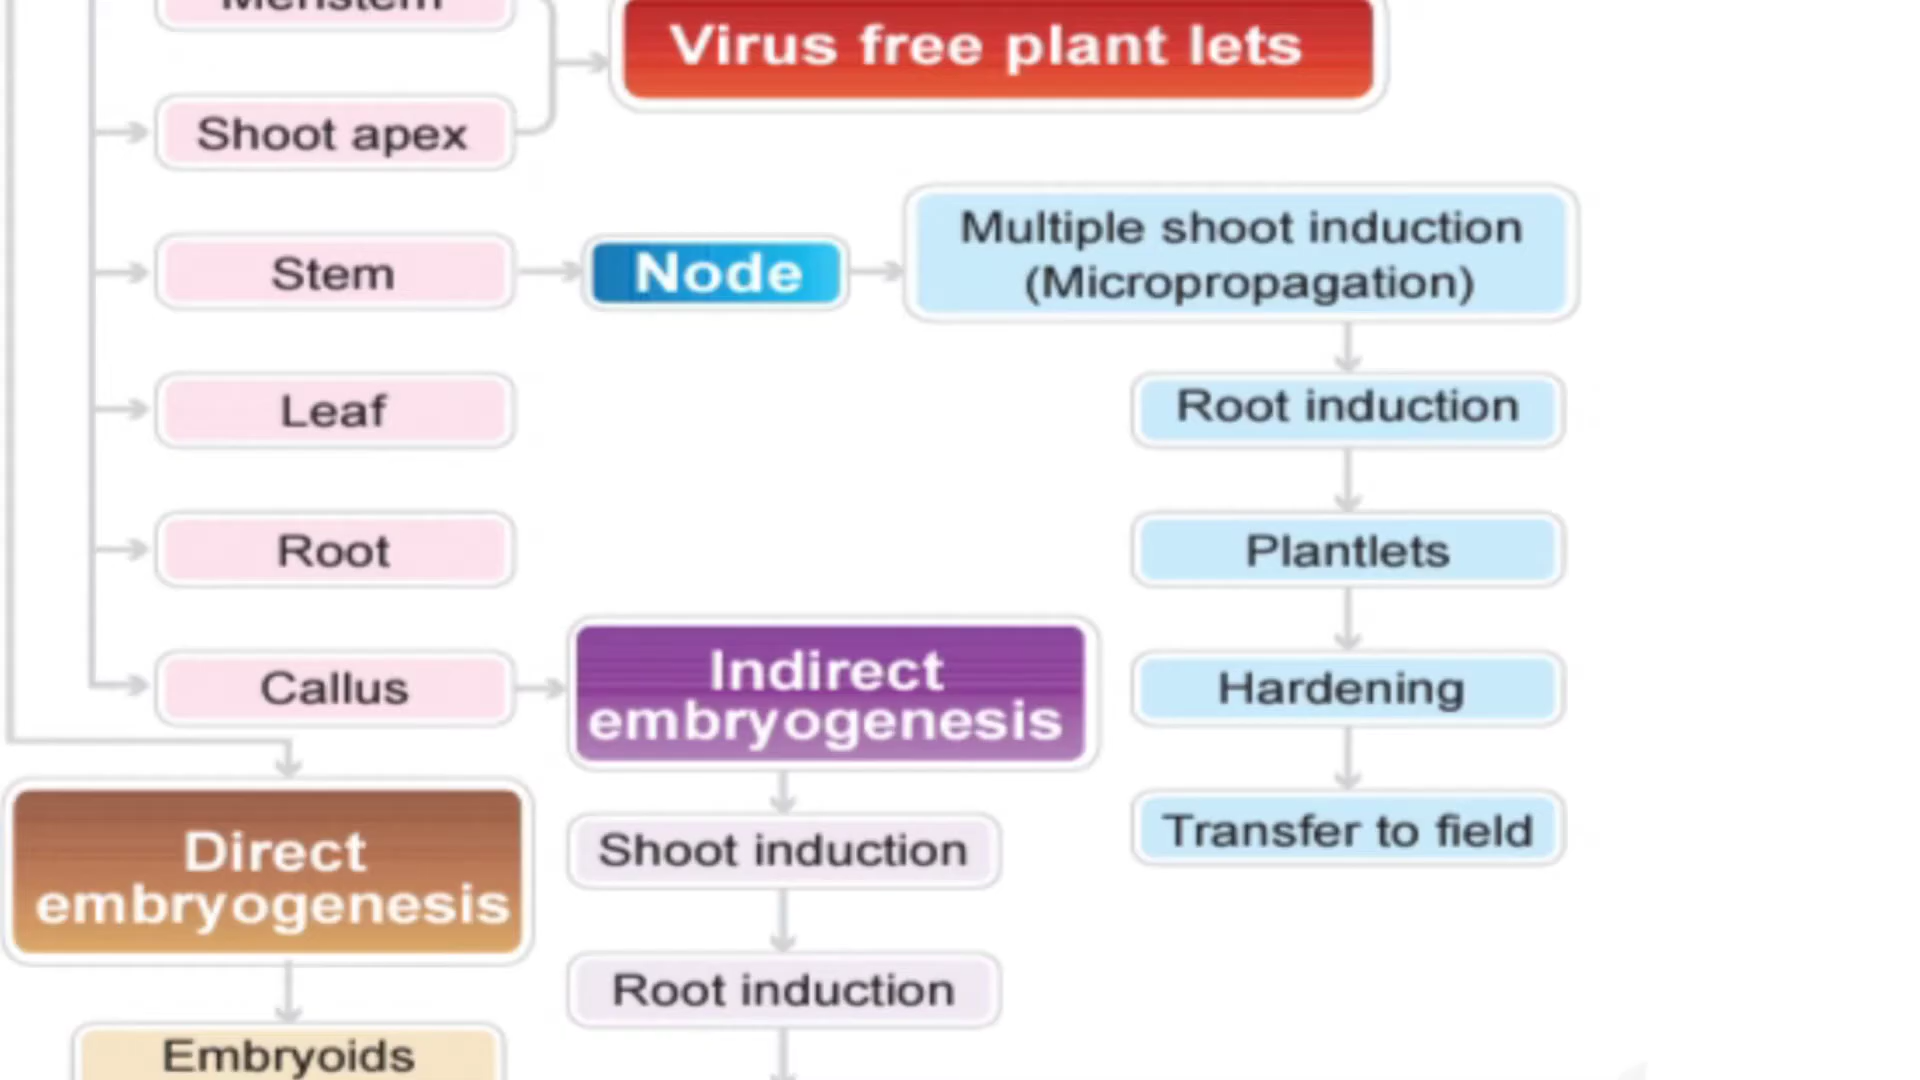 Meristem
Virus free plant lets
Shoot apex
Stem
Node
Multiple shoot induction
(Micropropagation)
Leaf
Root induction
Root
Plantlets
Callus
Indirect
embryogenesis
Hardening
Direct
embryogenesis
Shoot induction
Transfer to field
Root induction
Embryoids